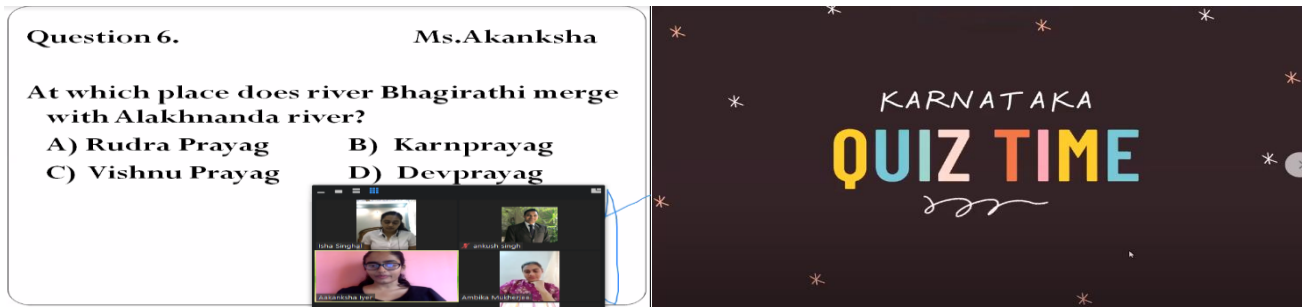 Question 6. Ms.Akanksha
At which place does river Bhagirathi merge
with Alakhnanda river?
A) Rudra Prayag B) Karnprayag
C) Vishnu Prayag D) Devprayag
Isha Singhal ankush singh
Aakanksha Iyer Ambika Mukherjee
KARNATAKA
QUIZ TIME